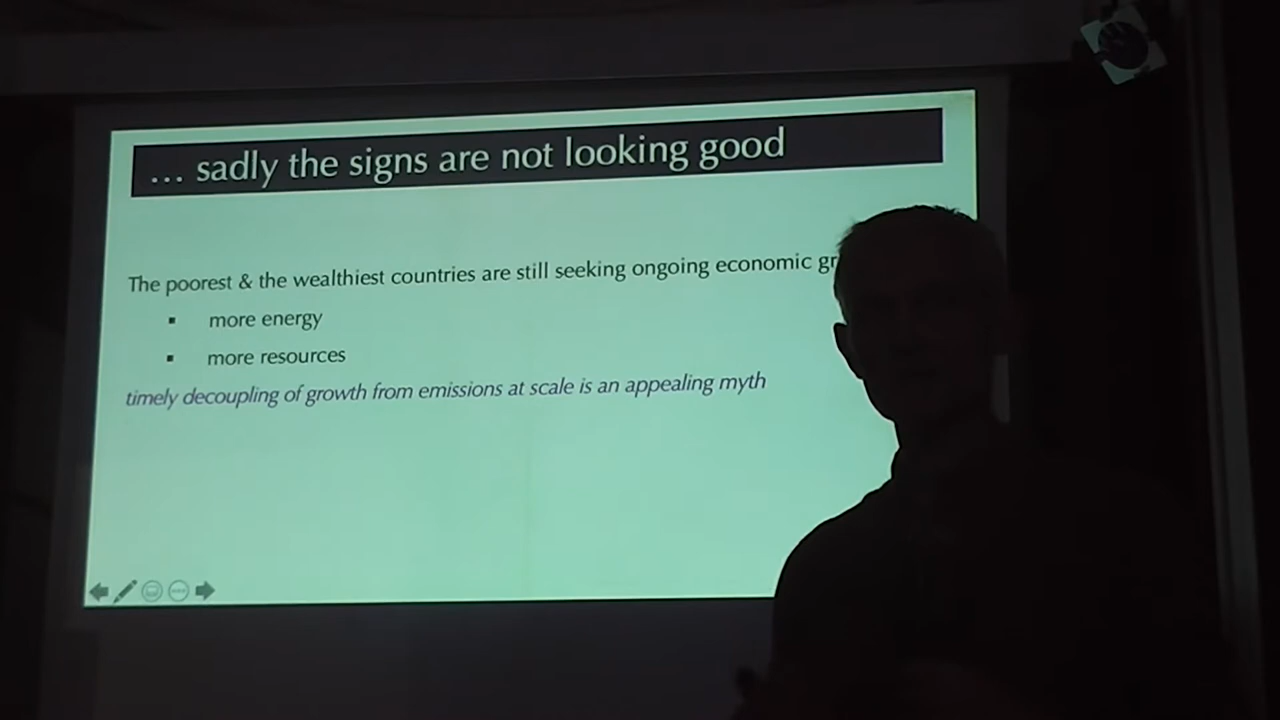 ... sadly the signs are not looking good
The poorest & the wealthiest countries are still seeking ongoing economic
▪ more energy
▪ more resources
timely decoupling of growth from emissions at scale is an appealing myth